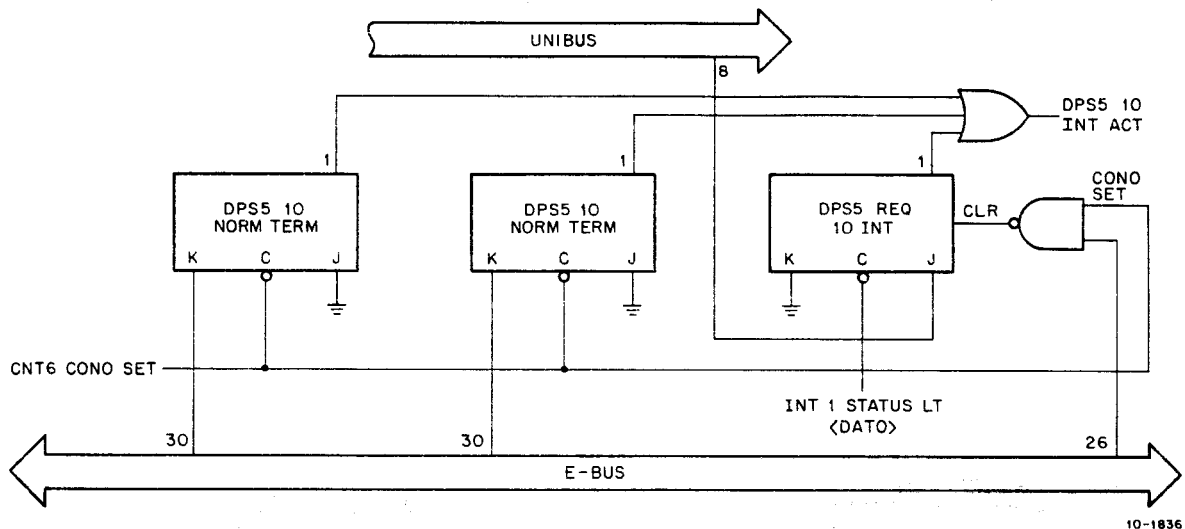 UNIBUS
8
DPS5 10
INT ACT
1
1
1
CONO
SET
DPS5 10
NORM TERM
K C J
DPS5 10
NORM TERM
K C J
DPS5 REQ
10 INT
K C J
CLR
CNT6 CONO SET
INT 1 STATUS LT
<DATO>
30
30
26
E-BUS
10-1836